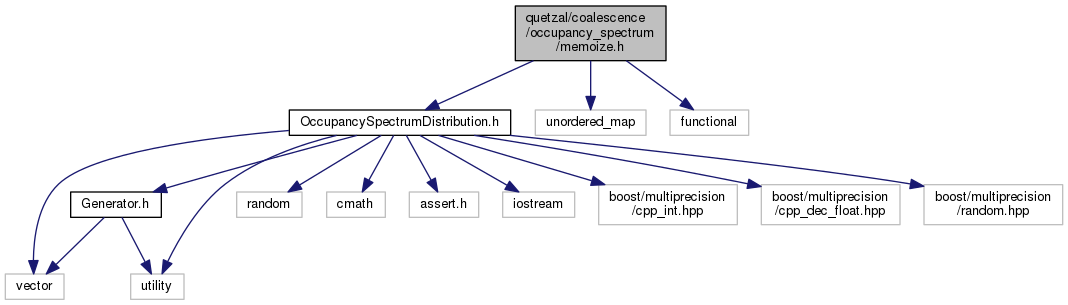 quetzal/coalescence
/occupancy_spectrum
/memoize.h
OccupancySpectrumDistribution.h
unordered_map
functional
Generator.h
random
cmath
assert.h
iostream
boost/multiprecision
/cpp_int.hpp
boost/multiprecision
/cpp_dec_float.hpp
boost/multiprecision
/random.hpp
vector
utility